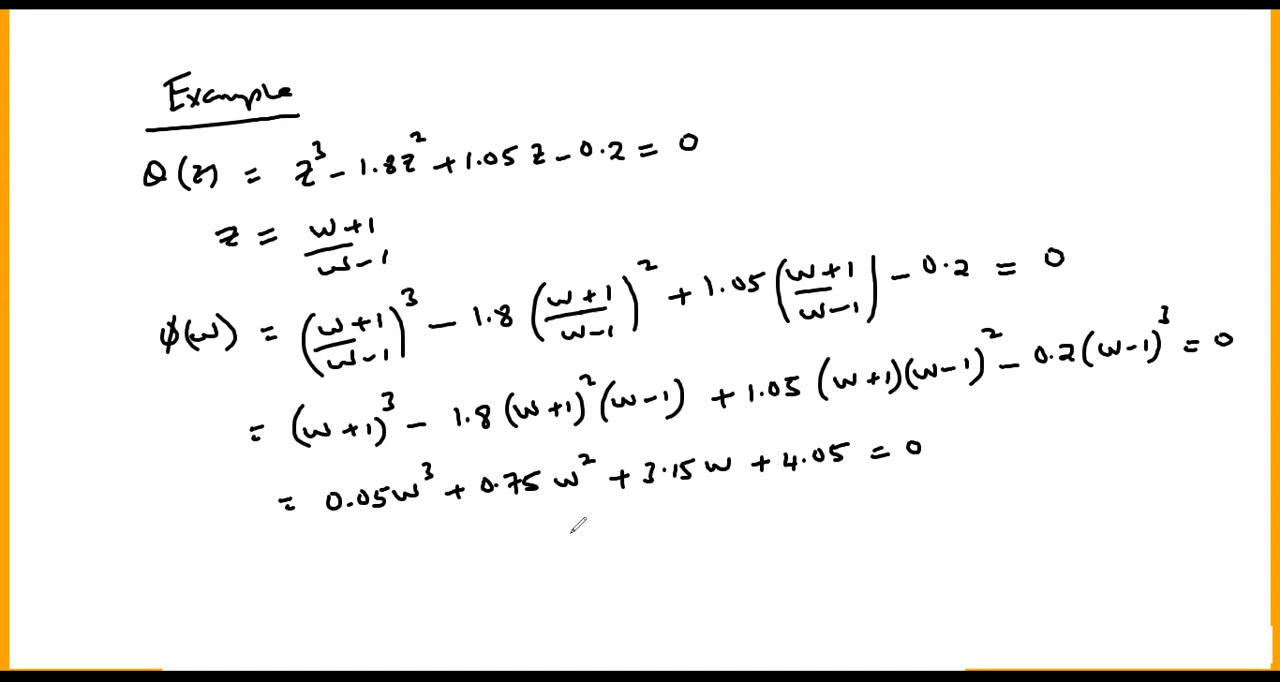 Example
Q(z) = z³ - 1.8z² + 1.05z - 0.2 = 0
z = (w+1)/(w-1)
ϕ(w) = ((w+1)/(w-1))³ - 1.8((w+1)/(w-1))² + 1.05((w+1)/(w-1)) - 0.2 = 0
= (w+1)³ - 1.8(w+1)²(w-1) + 1.05(w+1)(w-1)² - 0.2(w-1)³ = 0
= 0.05w³ + 0.75w² + 3.15w + 4.05 = 0